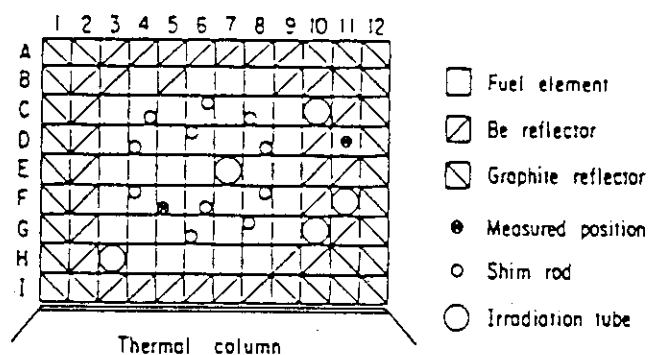 1 2 3 4 5 6 7 8 9 10 11 12
A
B
C
D
E
F
G
H
I
Fuel element
Be reflector
Graphite reflector
Measured position
Shim rod
Irradiation tube
Thermal column